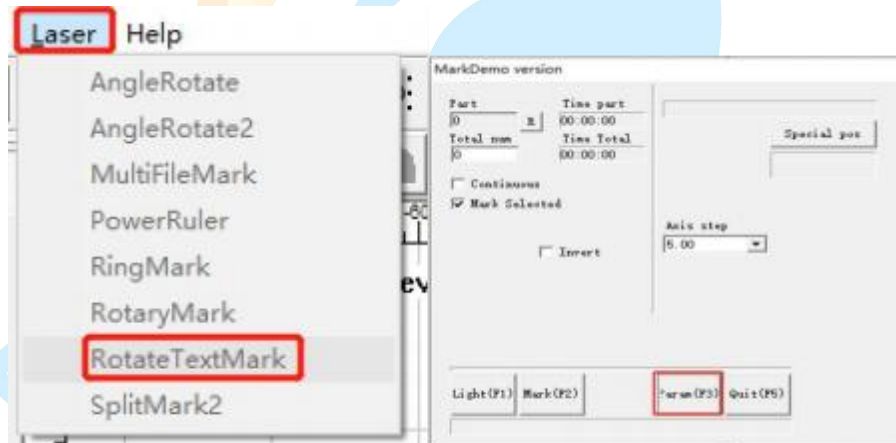 Laser Help
AngleRotate
AngleRotate2
MultiFileMark
PowerRuler
RingMark
RotaryMark
RotateTextMark
SplitMark2
MarkDemo version
Part Time part
0 R 00:00:00
Total num Time Total
0 00:00:00
Continuous
Mark Selected
Invert
Special pos
Axis step
5.00
Light(F1) Mark(F2) Param(F3) Quit(F5)